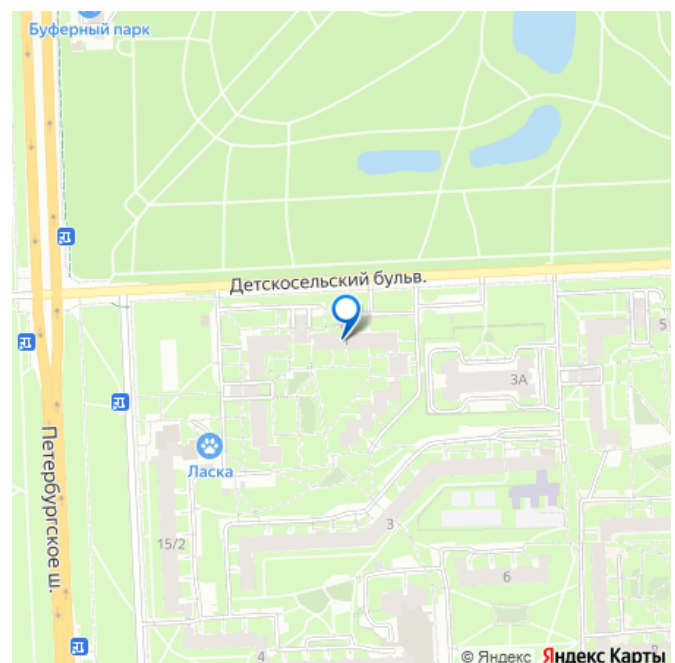 Буферный парк
Детскосельский бульв.
5
3А
Ласка
Петербургское ш.
3
15/2
6
4
© Яндекс Яндекс Карты